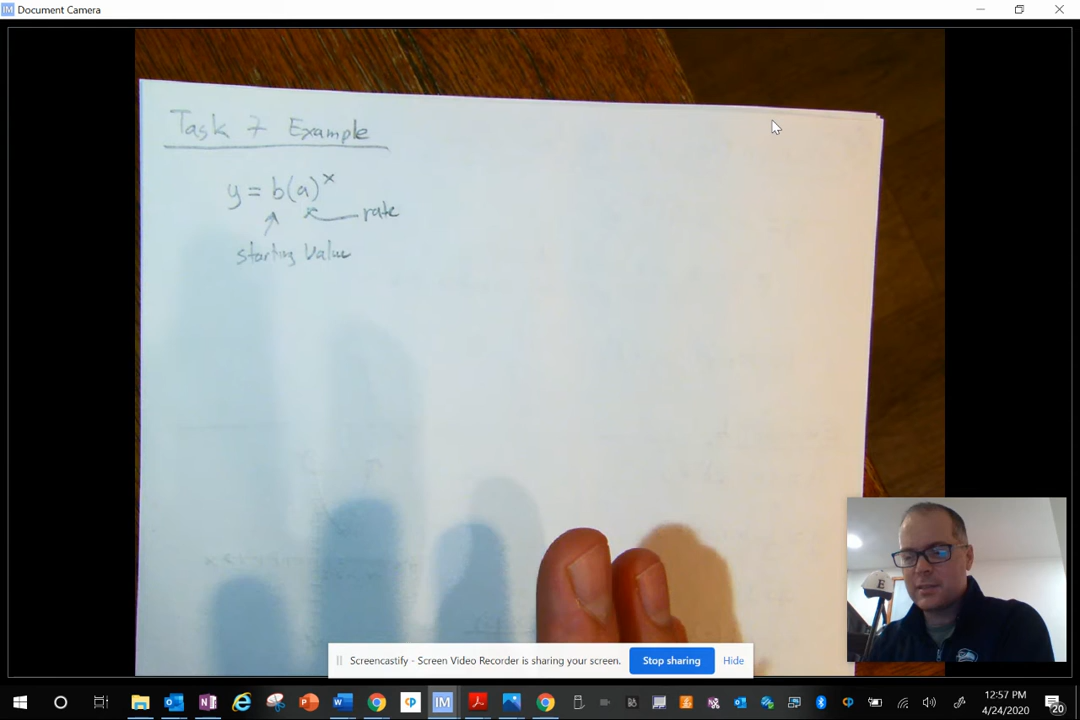 Document Camera
Task 7 Example
y = b(a)^x
rate
starting Value
E
Screencastify - Screen Video Recorder is sharing your screen.
Stop sharing
Hide
12:57 PM
4/24/2020
20